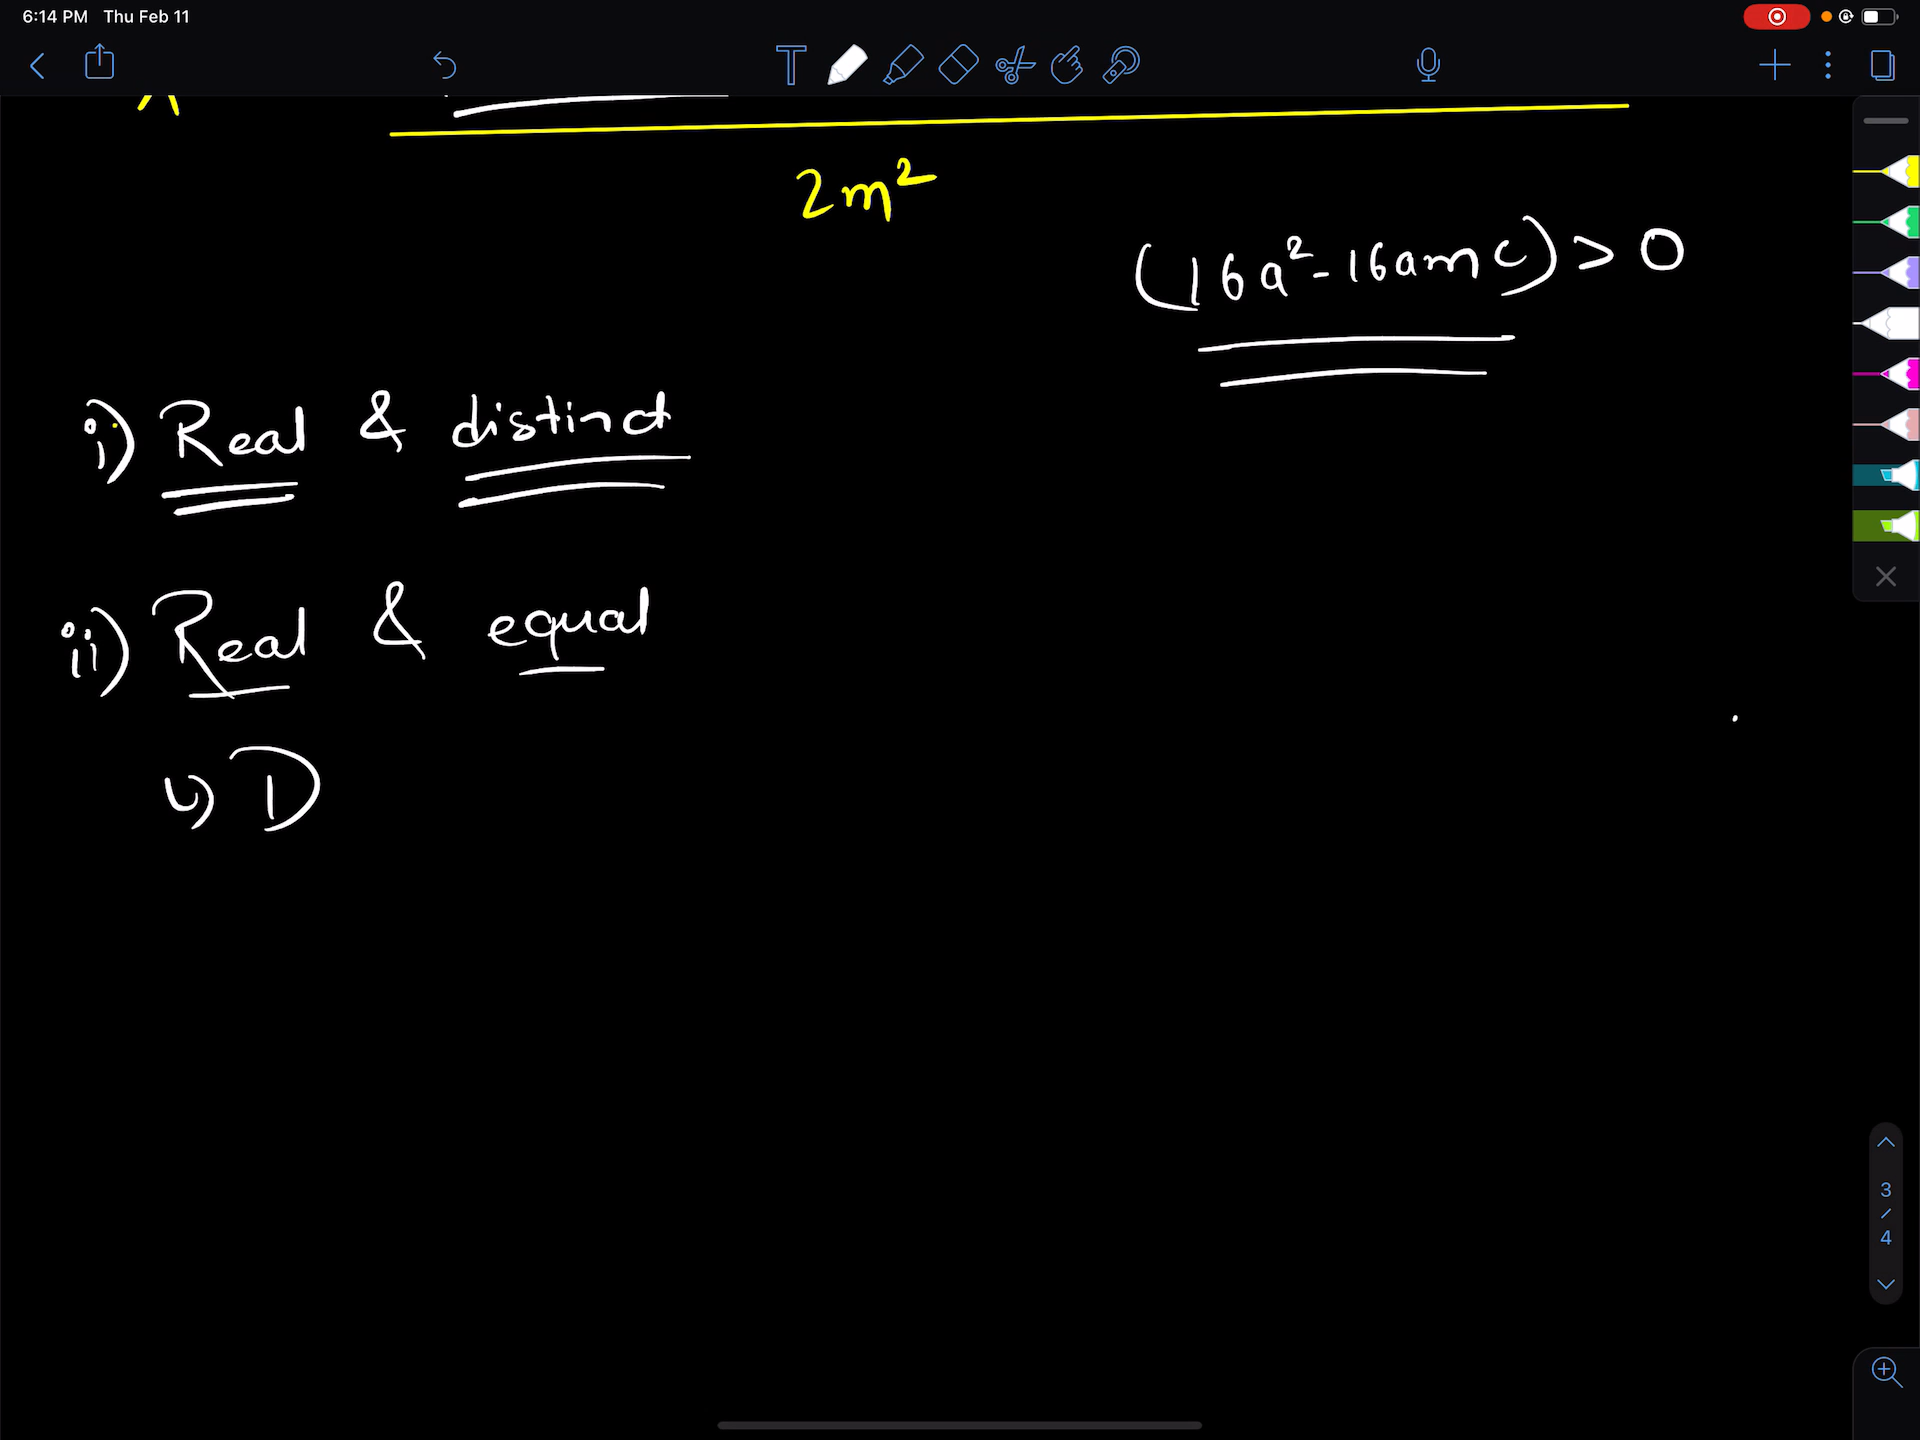 6:14 PM Thu Feb 11
2m²
(16a² - 16amc) > 0
i) Real & distinct
ii) Real & equal
D
3
/
4